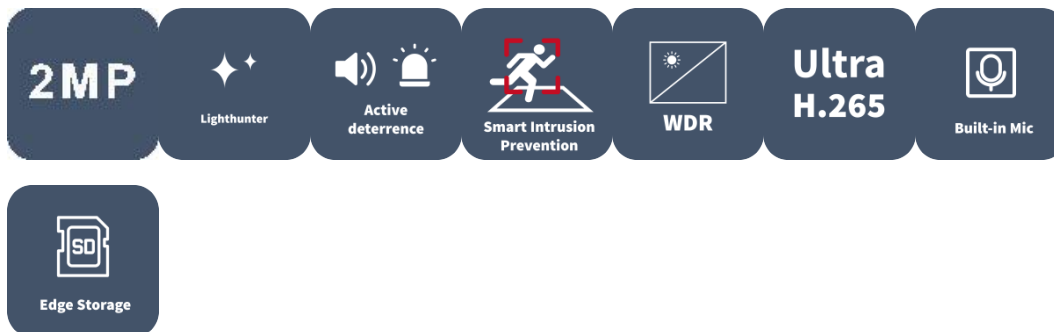 2MP
Lighthunter
Active
deterrence
Smart Intrusion
Prevention
WDR
Ultra
H.265
Built-in Mic
SD
Edge Storage